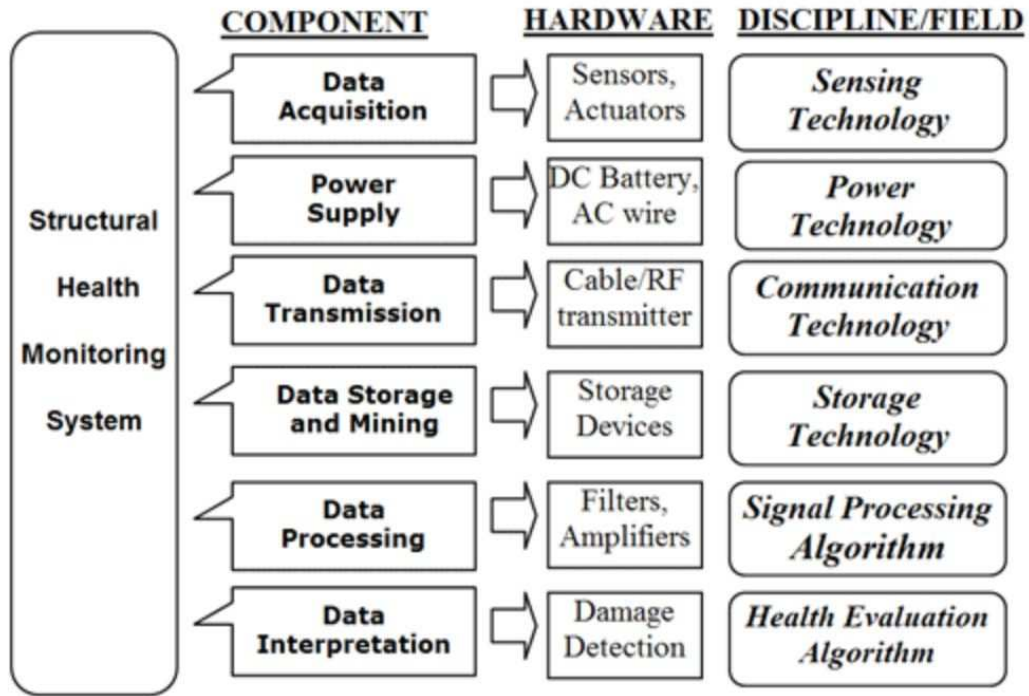 COMPONENT HARDWARE DISCIPLINE/FIELD
Structural
Health
Monitoring
System
Data
Acquisition
Sensors,
Actuators
Sensing
Technology
Power
Supply
DC Battery,
AC wire
Power
Technology
Data
Transmission
Cable/RF
transmitter
Communication
Technology
Data Storage
and Mining
Storage
Devices
Storage
Technology
Data
Processing
Filters,
Amplifiers
Signal Processing
Algorithm
Data
Interpretation
Damage
Detection
Health Evaluation
Algorithm